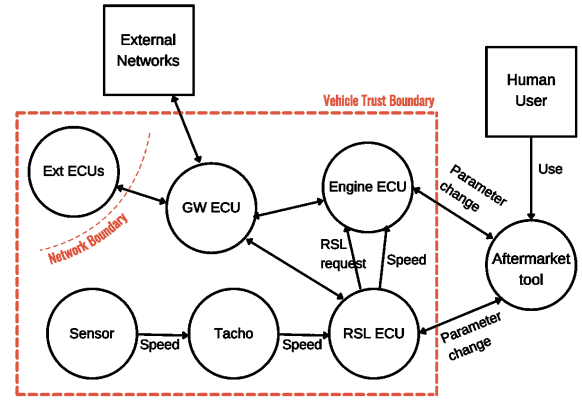 External
Networks
Vehicle Trust Boundary
Human
User
Ext ECUs
Engine ECU
GW ECU
Parameter
change
Use
Network Boundary
RSL
request
Speed
Aftermarket
tool
Sensor
Speed
Tacho
Speed
RSL ECU
Parameter
change